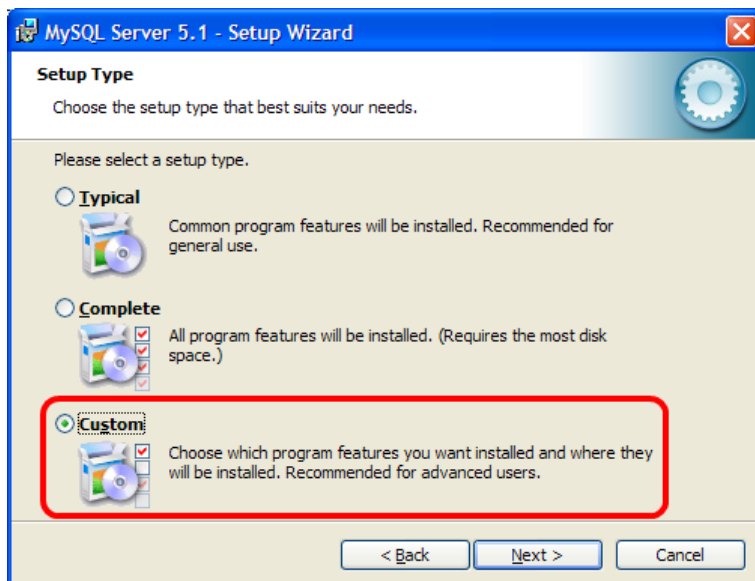 MySQL Server 5.1 - Setup Wizard
Setup Type
Choose the setup type that best suits your needs.
Please select a setup type.
Typical
Common program features will be installed. Recommended for
general use.
Complete
All program features will be installed. (Requires the most disk
space.)
Custom
Choose which program features you want installed and where they
will be installed. Recommended for advanced users.
< Back Next > Cancel